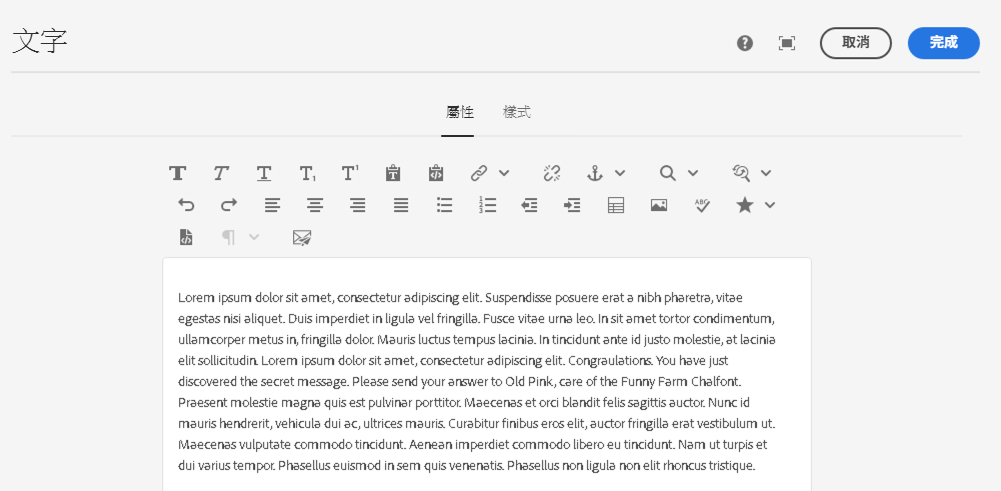 文字
取消
完成
屬性 樣式
Lorem ipsum dolor sit amet, consectetur adipiscing elit. Suspendisse posuere erat a nibh pharetra, vitae
egestas nisi aliquet. Duis imperdiet in ligula vel fringilla. Fusce vitae urna leo. In sit amet tortor condimentum,
ullamcorper metus in, fringilla dolor. Mauris luctus tempus lacinia. In tincidunt ante id justo molestie, at lacinia
elit sollicitudin. Lorem ipsum dolor sit amet, consectetur adipiscing elit. Congraulations. You have just
discovered the secret message. Please send your answer to Old Pink, care of the Funny Farm Chalfont.
Praesent molestie magna quis est pulvinar porttitor. Maecenas et orci blandit felis sagittis auctor. Nunc id
mauris hendrerit, vehicula dui ac, ultrices mauris. Curabitur finibus eros elit, auctor fringilla erat vestibulum ut.
Maecenas vulputate commodo tincidunt. Aenean imperdiet commodo libero eu tincidunt. Nam ut turpis et
dui varius tempor. Phasellus euismod in sem quis venenatis. Phasellus non ligula non elit rhoncus tristique.